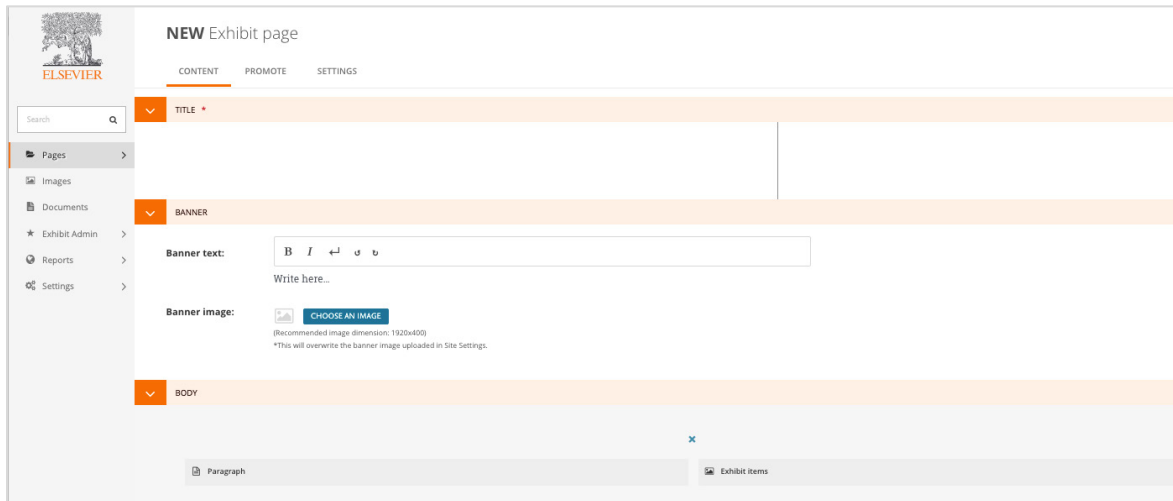 ELSEVIER
Search
Pages
Images
Documents
Exhibit Admin
Reports
Settings
NEW Exhibit page
CONTENT PROMOTE SETTINGS
TITLE *
BANNER
Banner text:
B I
Write here...
Banner image:
CHOOSE AN IMAGE
(Recommended image dimension: 1920x400)
*This will overwrite the banner image uploaded in Site Settings.
BODY
Paragraph
Exhibit items